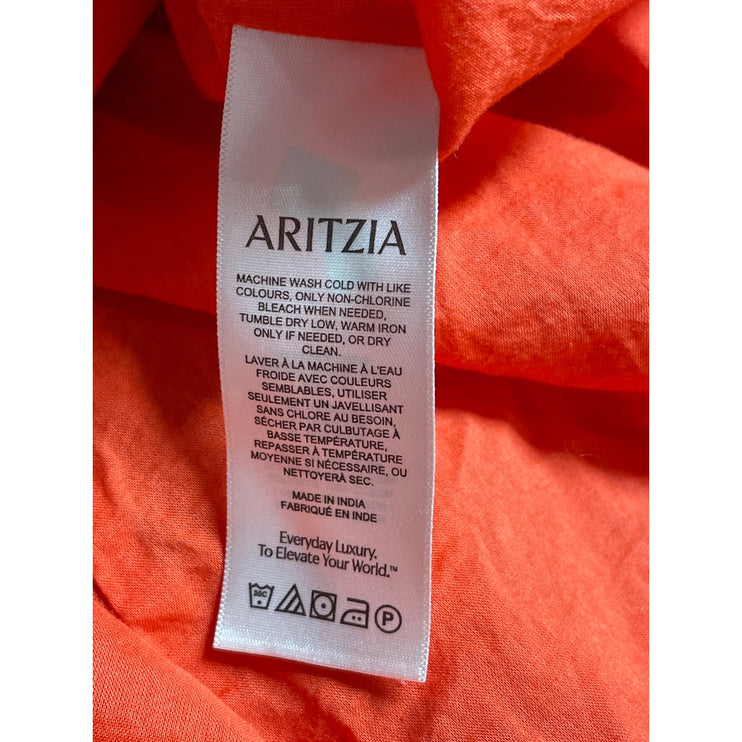 ARITZIA
MACHINE WASH COLD WITH LIKE
COLOURS, ONLY NON-CHLORINE
BLEACH WHEN NEEDED,
TUMBLE DRY LOW, WARM IRON
ONLY IF NEEDED, OR DRY
CLEAN.
LAVER À LA MACHINE À L'EAU
FROIDE AVEC COULEURS
SEMBLABLES, UTILISER
SEULEMENT UN JAVELLISANT
SANS CHLORE AU BESOIN,
SÉCHER PAR CULBUTAGE À
BASSE TEMPÉRATURE,
REPASSER À TEMPÉRATURE
MOYENNE SI NÉCESSAIRE, OU
NETTOYERÀ SEC.
MADE IN INDIA
FABRIQUÉ EN INDE
Everyday Luxury.
To Elevate Your World.™
30C P